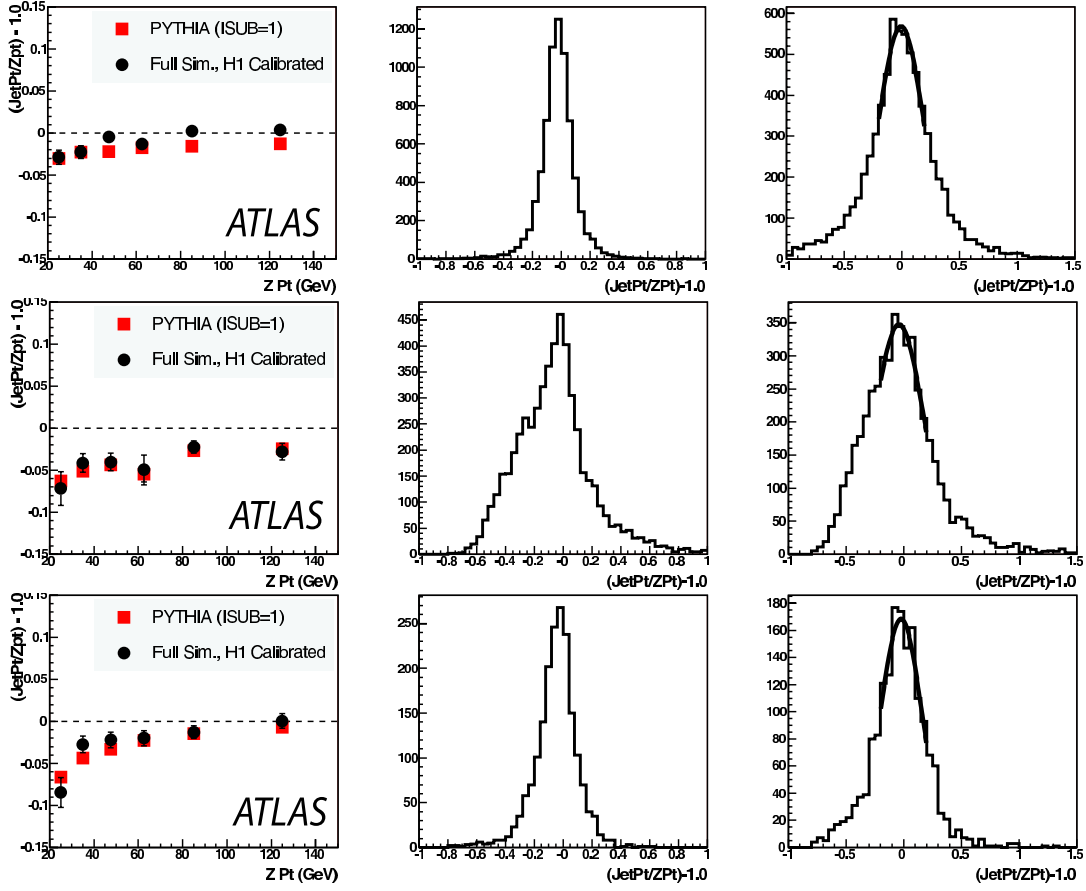 (JetPt/Zpt) - 1.0
0.15
0.1
0.05
0
-0.05
-0.1
-0.15
PYTHIA (ISUB=1)
Full Sim., H1 Calibrated
ATLAS
20 40 60 80 100 120 140
Z Pt (GeV)
1200
1000
800
600
400
200
0
-1 -0.8 -0.6 -0.4 -0.2 -0 0.2 0.4 0.6 0.8 1
(JetPt/ZPt)-1.0
600
500
400
300
200
100
0
-1 -0.5 0 0.5 1 1.5
(JetPt/ZPt)-1.0
(JetPt/Zpt) - 1.0
0.15
0.1
0.05
0
-0.05
-0.1
-0.15
PYTHIA (ISUB=1)
Full Sim., H1 Calibrated
ATLAS
20 40 60 80 100 120 140
Z Pt (GeV)
450
400
350
300
250
200
150
100
50
0
-1 -0.8 -0.6 -0.4 -0.2 -0 0.2 0.4 0.6 0.8 1
(JetPt/ZPt)-1.0
350
300
250
200
150
100
50
0
-1 -0.5 0 0.5 1 1.5
(JetPt/ZPt)-1.0
(JetPt/Zpt) - 1.0
0.15
0.1
0.05
0
-0.05
-0.1
-0.15
PYTHIA (ISUB=1)
Full Sim., H1 Calibrated
ATLAS
20 40 60 80 100 120 140
Z Pt (GeV)
250
200
150
100
50
0
-1 -0.8 -0.6 -0.4 -0.2 -0 0.2 0.4 0.6 0.8 1
(JetPt/ZPt)-1.0
180
160
140
120
100
80
60
40
20
0
-1 -0.5 0 0.5 1 1.5
(JetPt/ZPt)-1.0